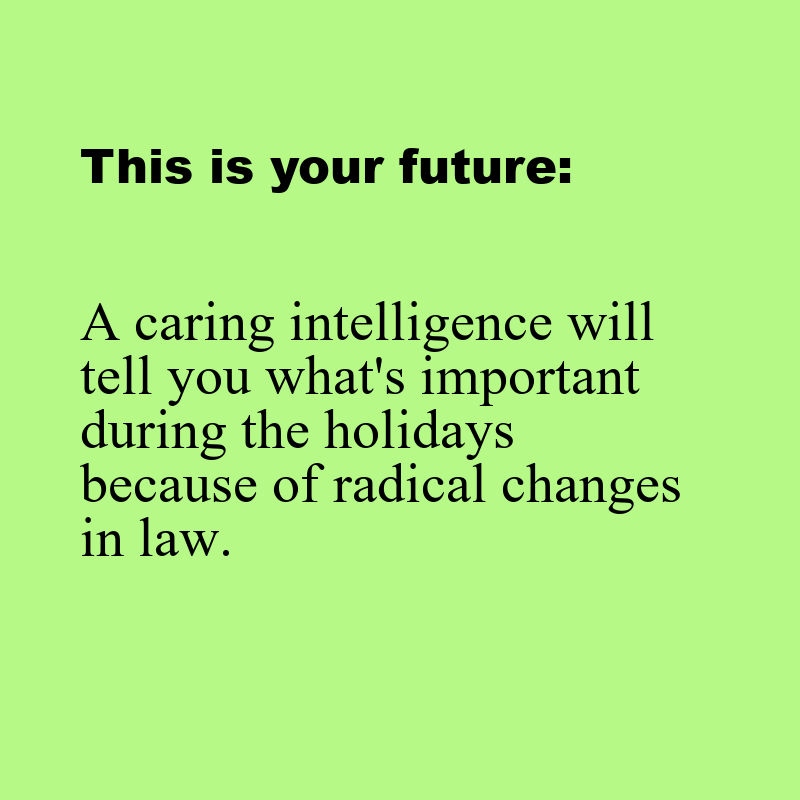 This is your future:
A caring intelligence will
tell you what's important
during the holidays
because of radical changes
in law.